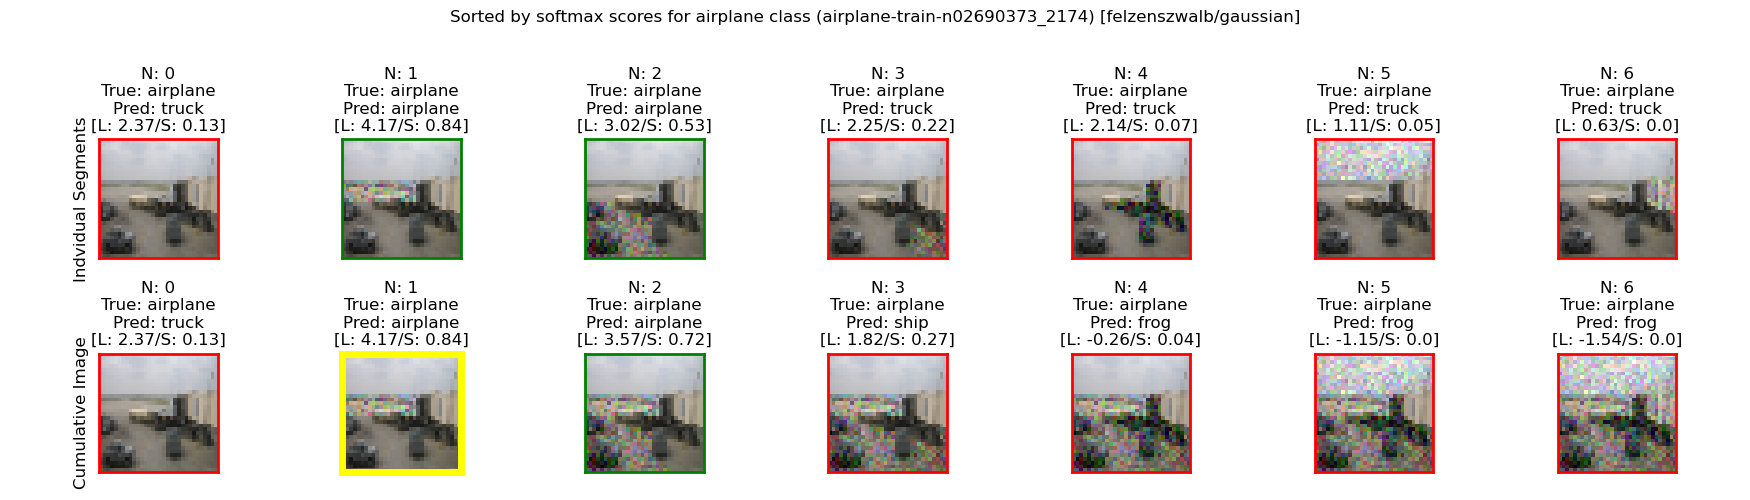 Sorted by softmax scores for airplane class (airplane-train-n02690373_2174) [felzenszwalb/gaussian]
Indvidual Segments
N: 0
True: airplane
Pred: truck
[L: 2.37/S: 0.13]
N: 1
True: airplane
Pred: airplane
[L: 4.17/S: 0.84]
N: 2
True: airplane
Pred: airplane
[L: 3.02/S: 0.53]
N: 3
True: airplane
Pred: truck
[L: 2.25/S: 0.22]
N: 4
True: airplane
Pred: truck
[L: 2.14/S: 0.07]
N: 5
True: airplane
Pred: truck
[L: 1.11/S: 0.05]
N: 6
True: airplane
Pred: truck
[L: 0.63/S: 0.0]
Cumulative Image
N: 0
True: airplane
Pred: truck
[L: 2.37/S: 0.13]
N: 1
True: airplane
Pred: airplane
[L: 4.17/S: 0.84]
N: 2
True: airplane
Pred: airplane
[L: 3.57/S: 0.72]
N: 3
True: airplane
Pred: ship
[L: 1.82/S: 0.27]
N: 4
True: airplane
Pred: frog
[L: -0.26/S: 0.04]
N: 5
True: airplane
Pred: frog
[L: -1.15/S: 0.0]
N: 6
True: airplane
Pred: frog
[L: -1.54/S: 0.0]